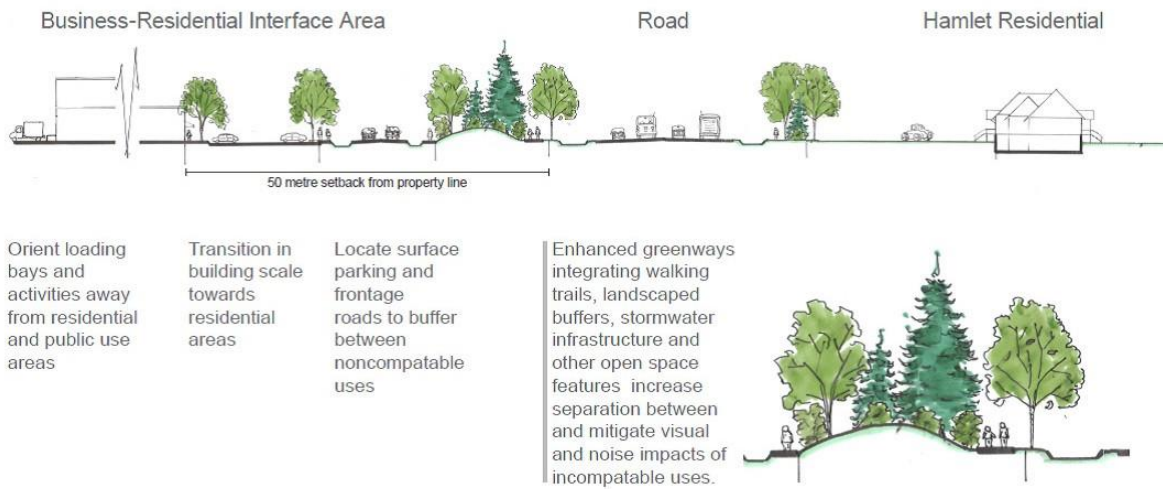 Business-Residential Interface Area
Road
Hamlet Residential
50 metre setback from property line
Orient loading
bays and
activities away
from residential
and public use
areas
Transition in
building scale
towards
residential
areas
Locate surface
parking and
frontage
roads to buffer
between
noncompatable
uses
Enhanced greenways
integrating walking
trails, landscaped
buffers, stormwater
infrastructure and
other open space
features increase
separation between
and mitigate visual
and noise impacts of
incompatable uses.